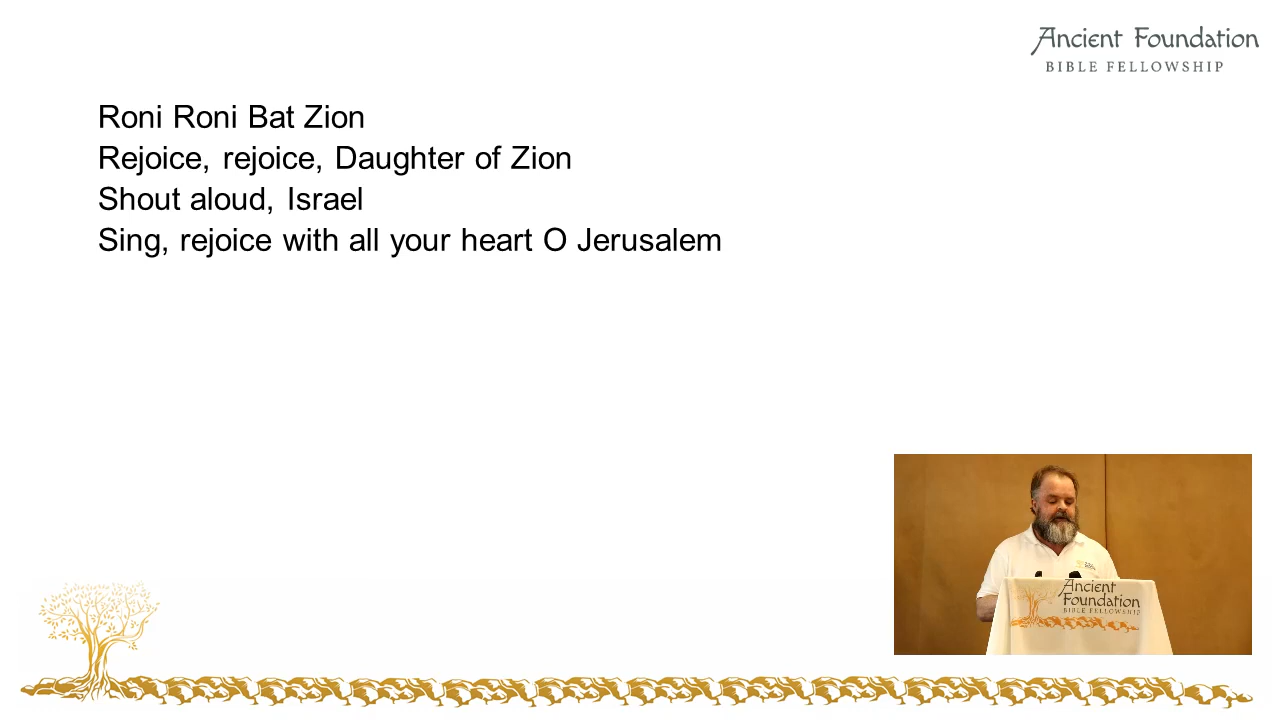 Ancient Foundation
BIBLE FELLOWSHIP
Roni Roni Bat Zion
Rejoice, rejoice, Daughter of Zion
Shout aloud, Israel
Sing, rejoice with all your heart O Jerusalem
Ancient
Foundation
BIBLE FELLOWSHIP